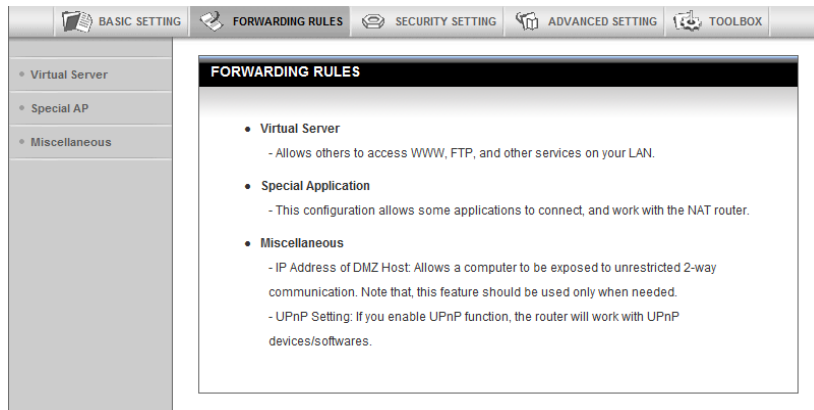 BASIC SETTING FORWARDING RULES SECURITY SETTING ADVANCED SETTING TOOLBOX
Virtual Server
Special AP
Miscellaneous
FORWARDING RULES
Virtual Server
- Allows others to access WWW, FTP, and other services on your LAN.
Special Application
- This configuration allows some applications to connect, and work with the NAT router.
Miscellaneous
- IP Address of DMZ Host: Allows a computer to be exposed to unrestricted 2-way
communication. Note that, this feature should be used only when needed.
- UPnP Setting: If you enable UPnP function, the router will work with UPnP
devices/softwares.